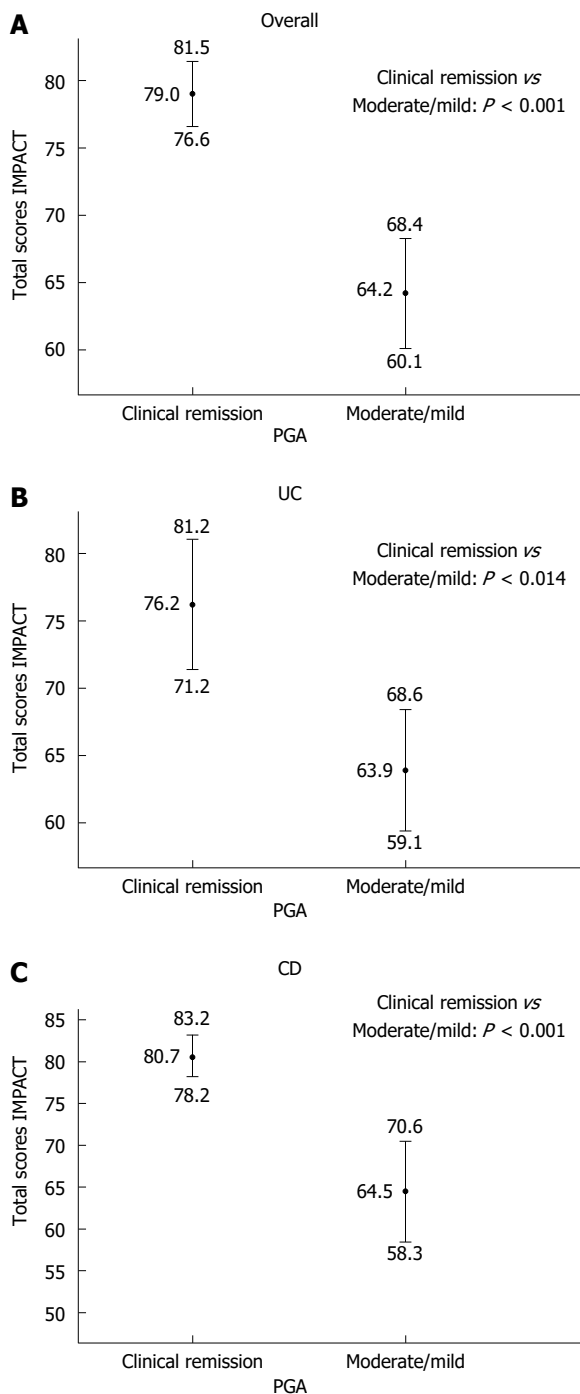 A
Overall
Total scores IMPACT
80
75
70
65
60
81.5
79.0
76.6
Clinical remission vs
Moderate/mild: P < 0.001
68.4
64.2
60.1
Clinical remission
Moderate/mild
PGA
B
UC
Total scores IMPACT
80
75
70
65
60
81.2
76.2
71.2
Clinical remission vs
Moderate/mild: P < 0.014
68.6
63.9
59.1
Clinical remission
Moderate/mild
PGA
C
CD
Total scores IMPACT
85
80
75
70
65
60
55
50
83.2
80.7
78.2
Clinical remission vs
Moderate/mild: P < 0.001
70.6
64.5
58.3
Clinical remission
Moderate/mild
PGA